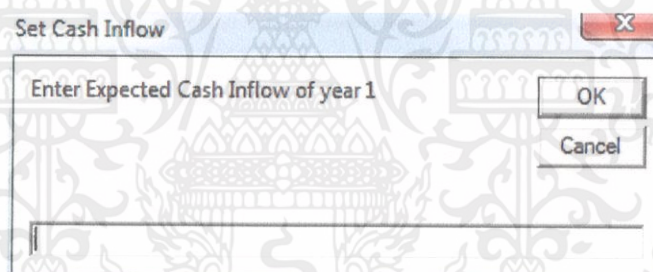 Set Cash Inflow
Enter Expected Cash Inflow of year 1
OK
Cancel